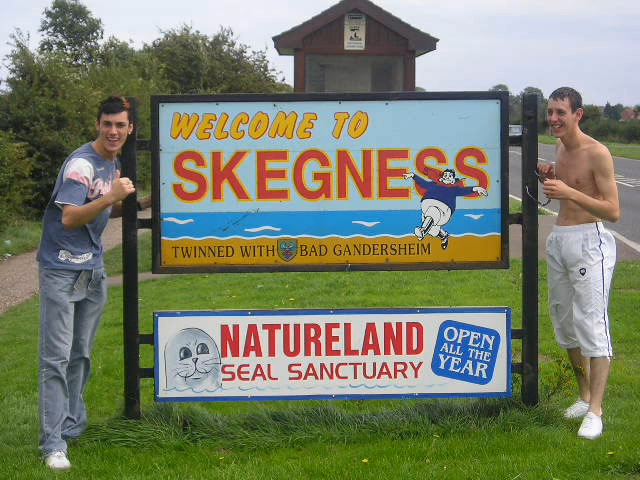 WELCOME TO
SKEGNESS
TWINNED WITH BAD GANDERSHEIM
NATURELAND
SEAL SANCTUARY
OPEN
ALL THE
YEAR